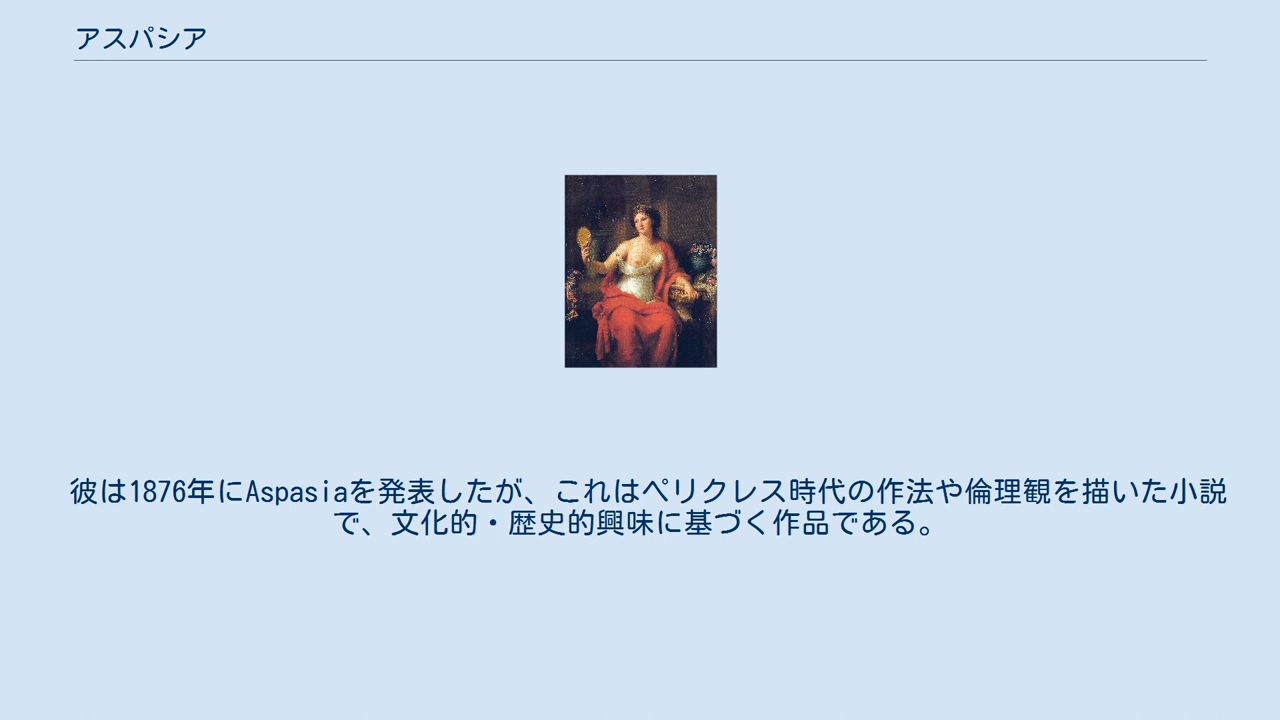 アスパシア
彼は1876年にAspasiaを発表したが、これはペリクレス時代の作法や倫理観を描いた小説
で、文化的・歴史的興味に基づく作品である。